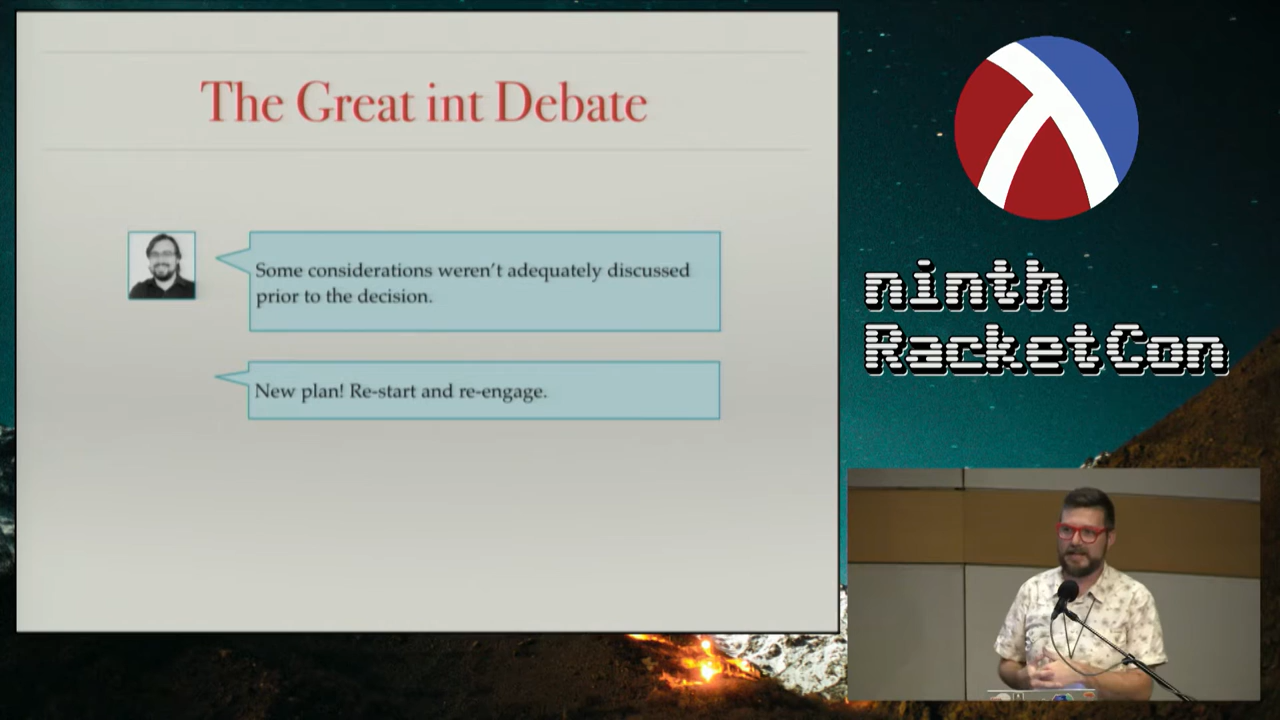 The Great int Debate
Some considerations weren't adequately discussed
prior to the decision.
New plan! Re-start and re-engage.
ninth
RacketCon